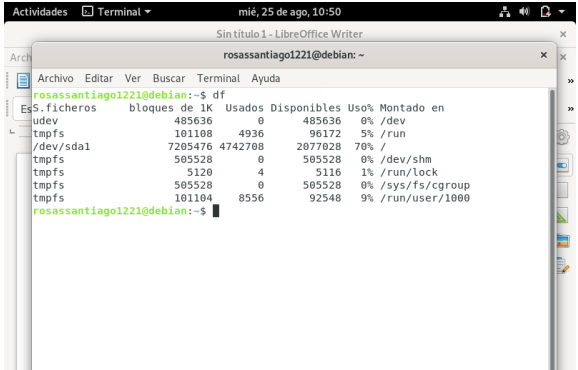 Actividades Terminal mié, 25 de ago, 10:50
Sin título 1 - LibreOffice Writer
rosassantiago1221@debian: ~
Arch
Archivo Editar Ver Buscar Terminal Ayuda
Es
rosassantiago1221@debian:~$ df
S.ficheros bloques de 1K Usados Disponibles Uso% Montado en
udev 485636 0 485636 0% /dev
tmpfs 101108 4936 96172 5% /run
/dev/sda1 7205476 4742708 2077028 70% /
tmpfs 505528 0 505528 0% /dev/shm
tmpfs 5120 4 5116 1% /run/lock
tmpfs 505528 0 505528 0% /sys/fs/cgroup
tmpfs 101104 8556 92548 9% /run/user/1000
rosassantiago1221@debian:~$